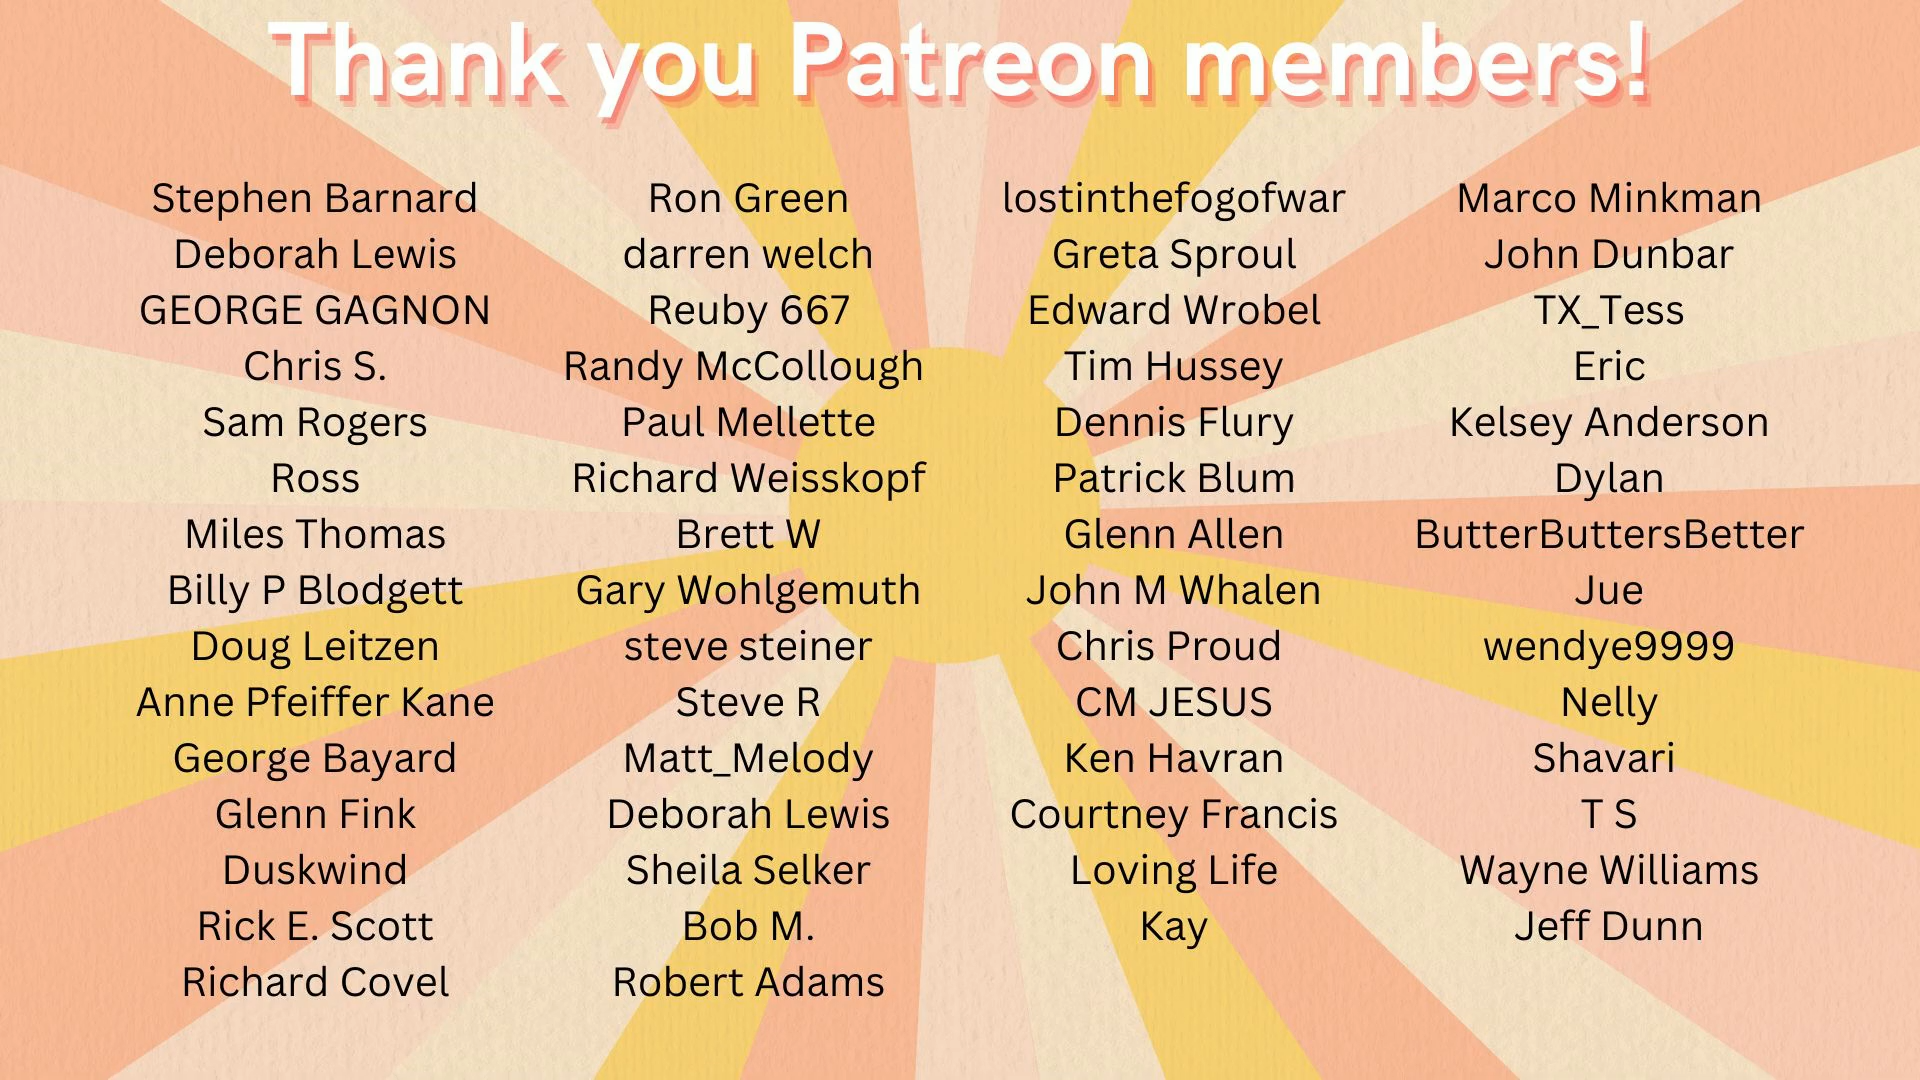 Thank you Patreon members!
Stephen Barnard
Deborah Lewis
GEORGE GAGNON
Chris S.
Sam Rogers
Ross
Miles Thomas
Billy P Blodgett
Doug Leitzen
Anne Pfeiffer Kane
George Bayard
Glenn Fink
Duskwind
Rick E. Scott
Richard Covel
Ron Green
darren welch
Reuby 667
Randy McCollough
Paul Mellette
Richard Weisskopf
Brett W
Gary Wohlgemuth
steve steiner
Steve R
Matt_Melody
Deborah Lewis
Sheila Selker
Bob M.
Robert Adams
lostinthefogofwar
Greta Sproul
Edward Wrobel
Tim Hussey
Dennis Flury
Patrick Blum
Glenn Allen
John M Whalen
Chris Proud
CM JESUS
Ken Havran
Courtney Francis
Loving Life
Kay
Marco Minkman
John Dunbar
TX_Tess
Eric
Kelsey Anderson
Dylan
ButterButtersBetter
Jue
wendye9999
Nelly
Shavari
T S
Wayne Williams
Jeff Dunn